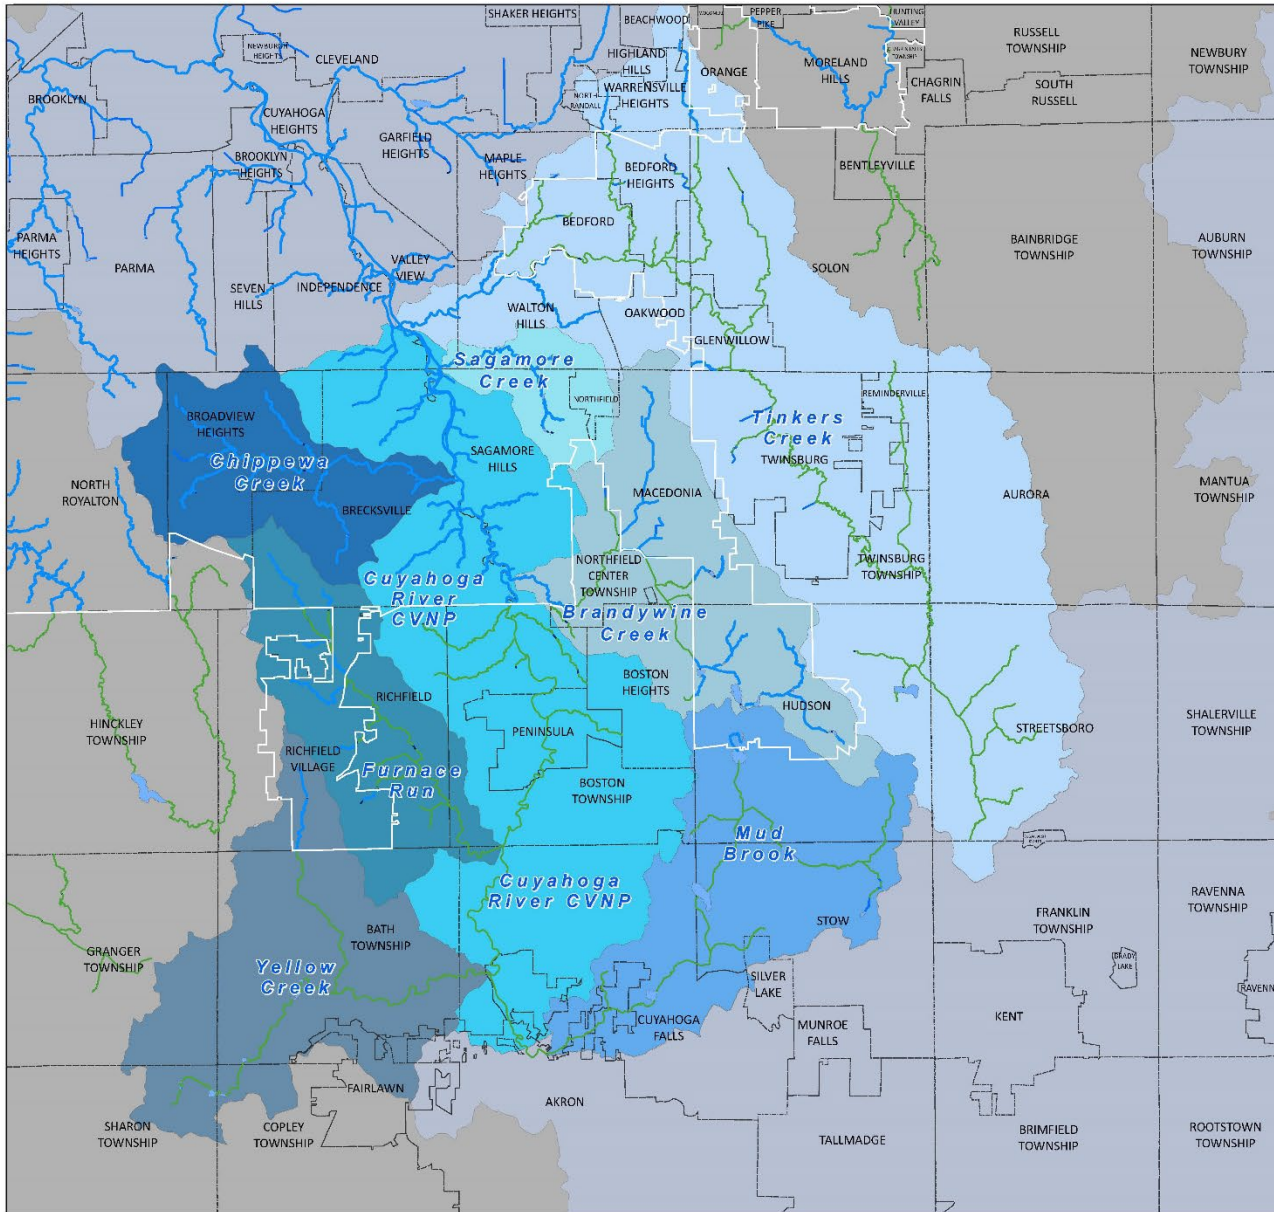 SHAKER HEIGHTS
BEACHWOOD
PEPPER
PIKE
HUNTING
VALLEY
RUSSELL
TOWNSHIP
NEWBURY
TOWNSHIP
NEWBURGH
HEIGHTS
CLEVELAND
HIGHLAND
HILLS
ORANGE
MORELAND
HILLS
CHAGRIN
FALLS
SOUTH
RUSSELL
BROOKLYN
CUYAHOGA
HEIGHTS
NORTH
RANDALL
WARRENSVILLE
HEIGHTS
GARFIELD
HEIGHTS
BROOKLYN
HEIGHTS
MAPLE
HEIGHTS
BEDFORD
HEIGHTS
BENTLEYVILLE
BEDFORD
PARMA
HEIGHTS
PARMA
SEVEN
HILLS
INDEPENDENCE
VALLEY
VIEW
SOLON
BAINBRIDGE
TOWNSHIP
AUBURN
TOWNSHIP
WALTON
HILLS
OAKWOOD
GLENWILLOW
Sagamore
Creek
NORTHFIELD
REMINDERVILLE
BROADVIEW
HEIGHTS
Tinkers
Creek
TWINSBURG
SAGAMORE
HILLS
Chippewa
Creek
NORTH
ROYALTON
BRECKSVILLE
MACEDONIA
AURORA
MANTUA
TOWNSHIP
NORTHFIELD
CENTER
TOWNSHIP
TWINSBURG
TOWNSHIP
Cuyahoga
River
CVNP
Brandywine
Creek
BOSTON
HEIGHTS
RICHFIELD
HUDSON
HINCKLEY
TOWNSHIP
PENINSULA
STREETSBORO
SHALERVILLE
TOWNSHIP
RICHFIELD
VILLAGE
Furnace
Run
BOSTON
TOWNSHIP
Mud
Brook
Cuyahoga
River CVNP
RAVENNA
TOWNSHIP
FRANKLIN
TOWNSHIP
STOW
BATH
TOWNSHIP
GRANGER
TOWNSHIP
Yellow
Creek
SILVER
LAKE
BRADY
LAKE
RAVENN
CUYAHOGA
FALLS
MUNROE
FALLS
KENT
FAIRLAWN
AKRON
SHARON
TOWNSHIP
COPLEY
TOWNSHIP
TALLMADGE
BRIMFIELD
TOWNSHIP
ROOTSTOWN
TOWNSHIP